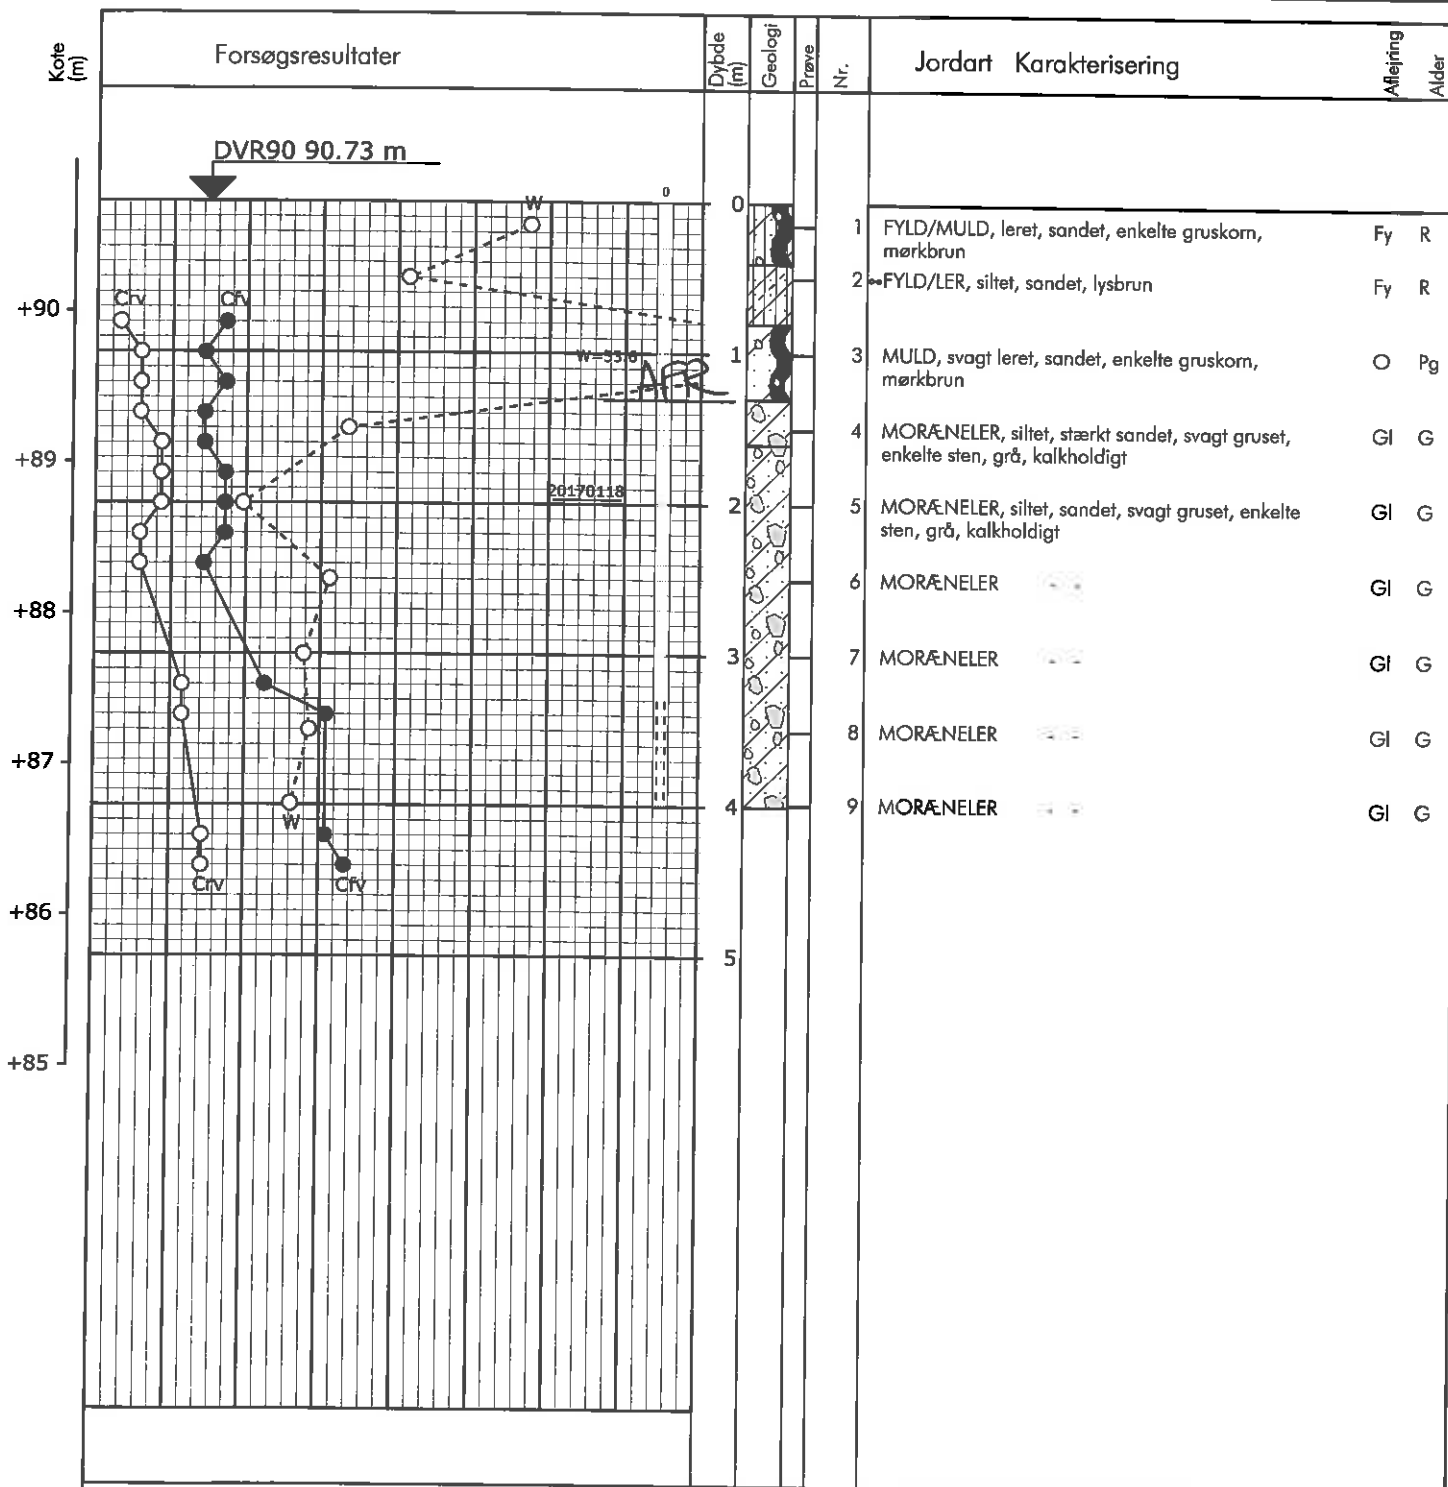 Kote
(m)
Forsøgsresultater
Dybde
(m)
Geologi
Prøve
Nr.
Jordart Karakterisering
Aflejring
Alder
DVR90 90.73 m
0
W
0
1 FYLD/MULD, leret, sandet, enkelte gruskorn, Fy R
mørkbrun
2 FYLD/LER, siltet, sandet, lysbrun Fy R
Crv Cfv
+90
1
3 MULD, svagt leret, sandet, enkelte gruskorn, O Pg
mørkbrun
AFR
4 MORÆNELER, siltet, stærkt sandet, svagt gruset, Gl G
enkelte sten, grå, kalkholdigt
+89
20170118
2
5 MORÆNELER, siltet, sandet, svagt gruset, enkelte Gl G
sten, grå, kalkholdigt
6 MORÆNELER - - Gl G
+88
3
7 MORÆNELER - - Gl G
8 MORÆNELER - - Gl G
+87
4
9 MORÆNELER - - Gl G
W
Crv Cfv
+86
5
+85